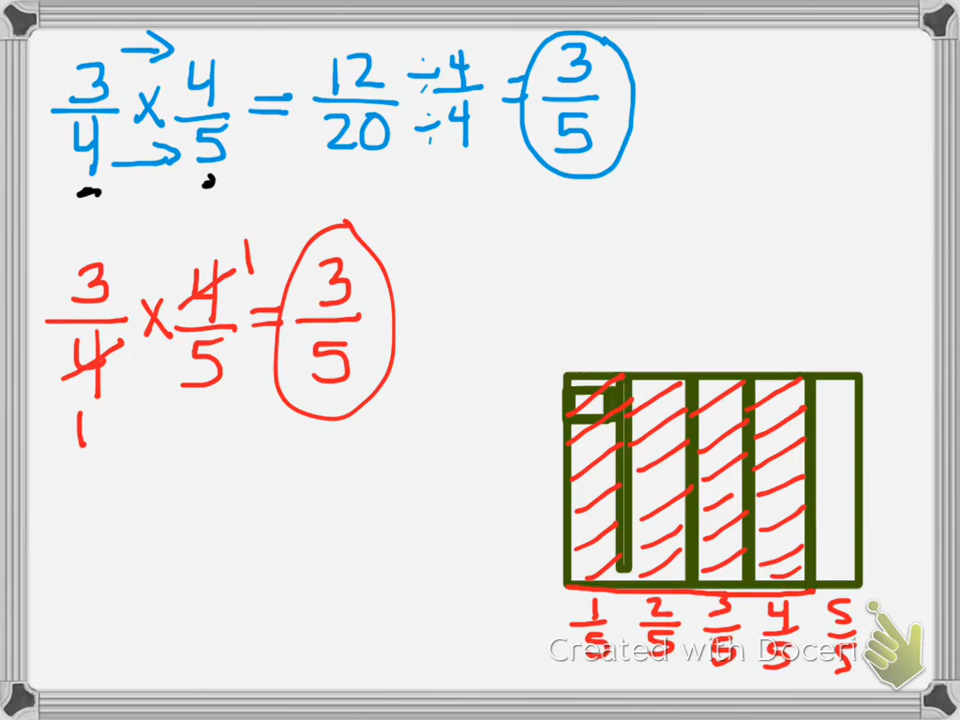 3/4 × 4/5 = 12/20 ÷4/÷4 = 3/5
3/4 × 4/5 = 3/5
1
1
1/5 2/5 3/5 4/5 5/5
Created with Doceri